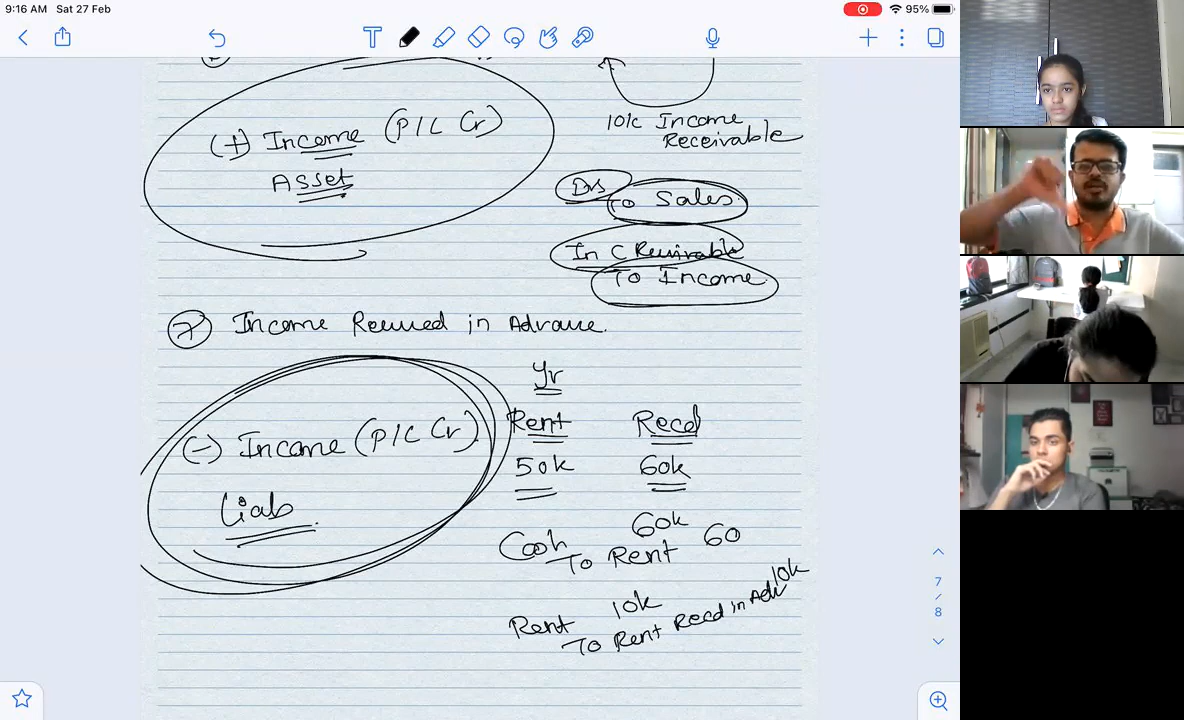 9:16 AM Sat 27 Feb
95%
(+) Income (P/L Cr)
Asset
10k Income
Receivable
Drs
To Sales
Inc Receivable
To Income
7 Income Received in Advance.
Yr
Rent Recd
50k 60k
(-) Income (P/L Cr).
Liab
Cash 60k
To Rent 60
Rent 10k
To Rent Recd in Adv 10k
7
/
8